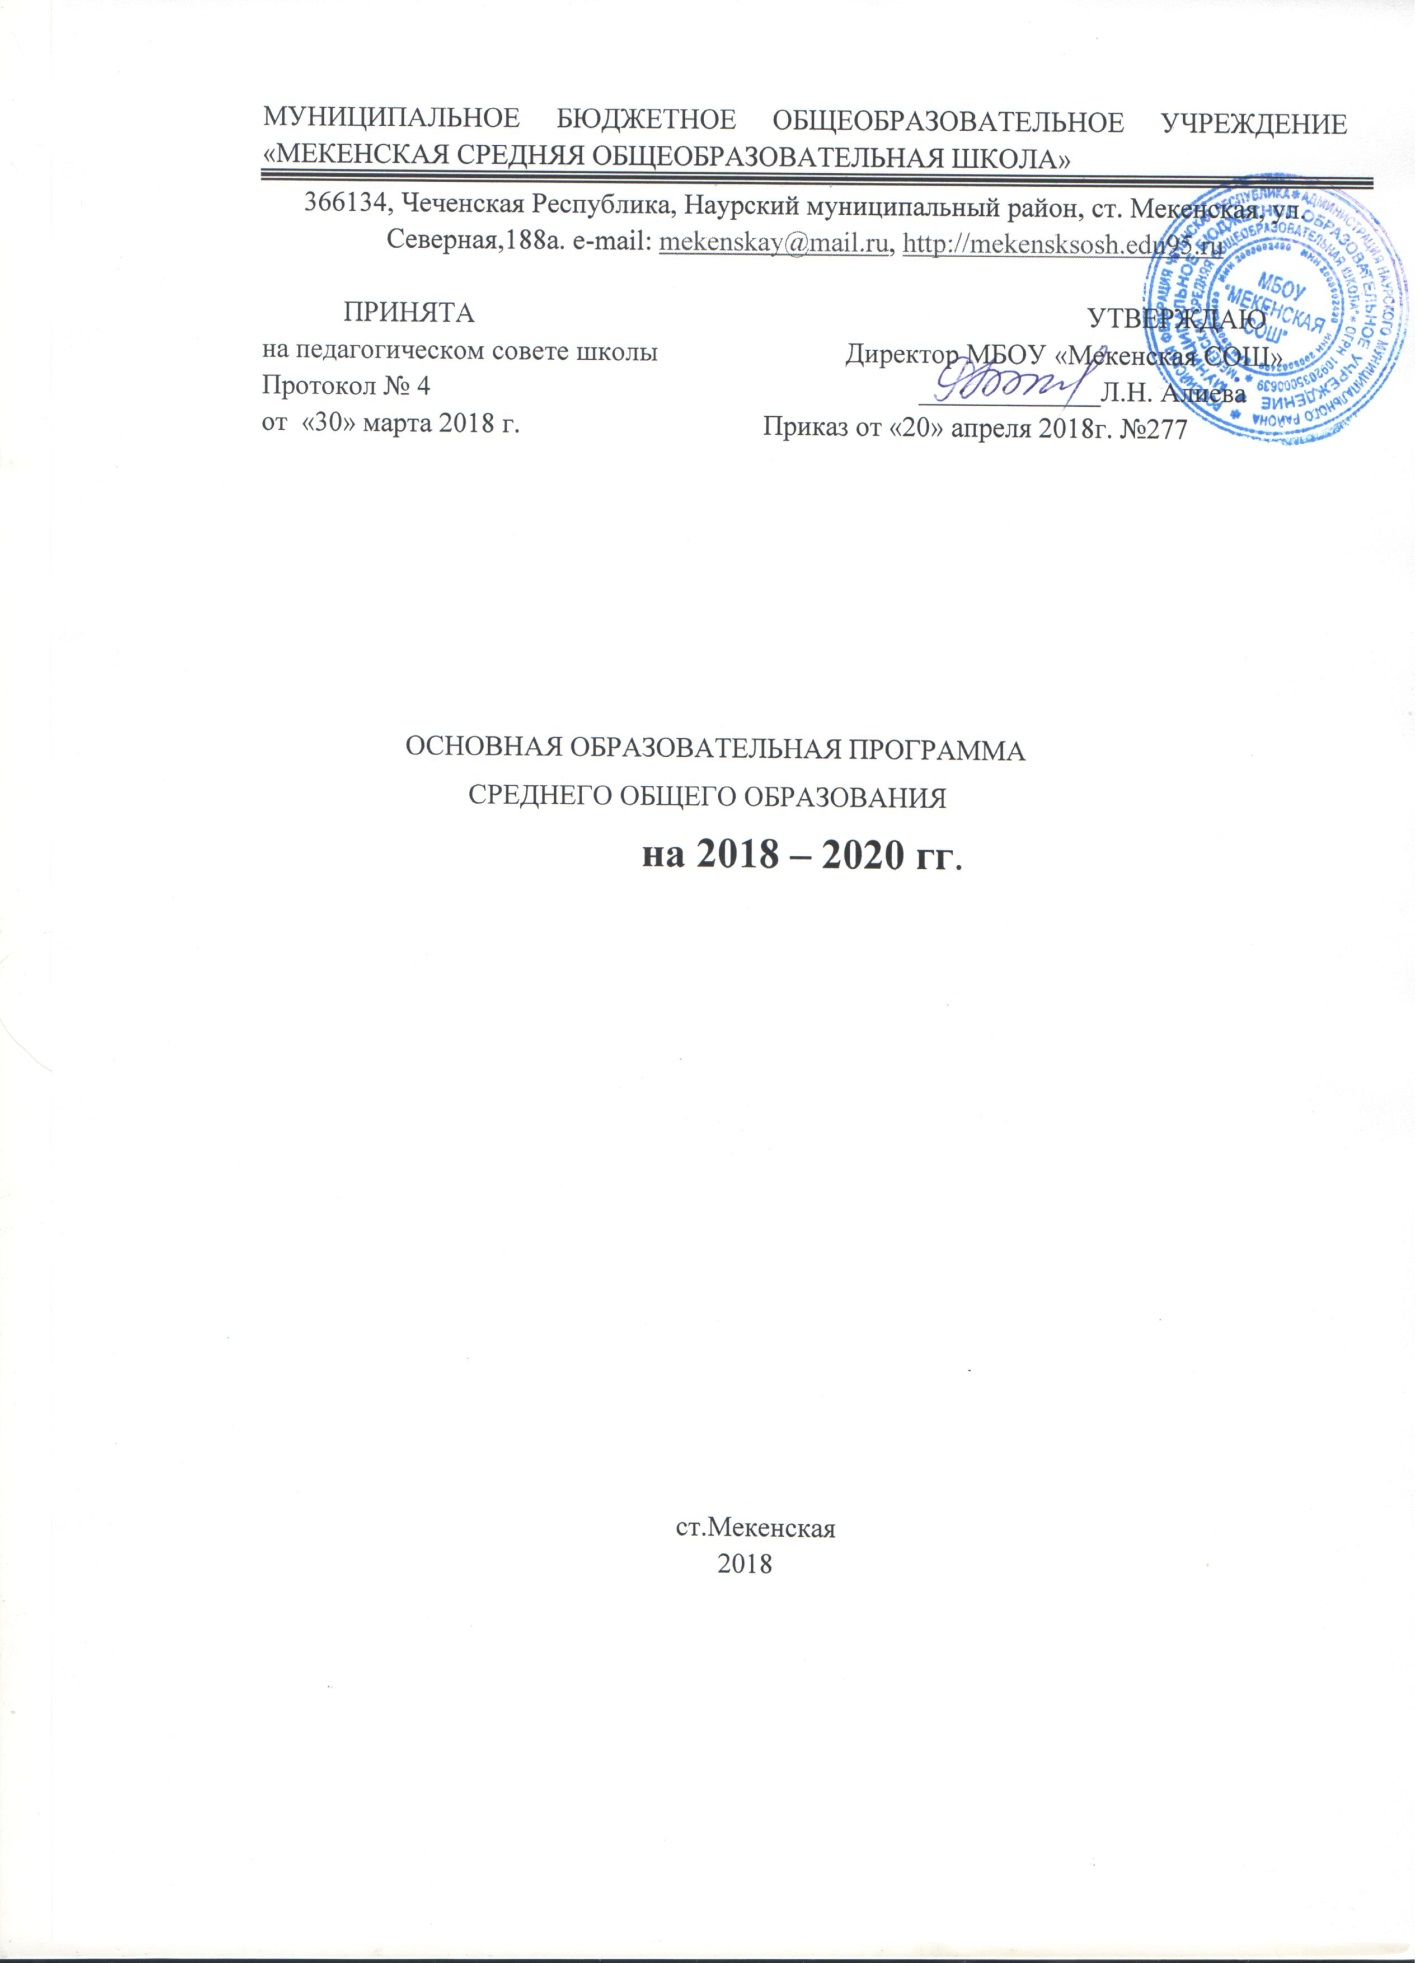 МУНИЦИПАЛЬНОЕ БЮДЖЕТНОЕ ОБЩЕОБРАЗОВАТЕЛЬНОЕ УЧРЕЖДЕНИЕ
«МЕКЕНСКАЯ СРЕДНЯЯ ОБЩЕОБРАЗОВАТЕЛЬНАЯ ШКОЛА»
366134, Чеченская Республика, Наурский муниципальный район, ст. Мекенская, ул.
Северная,188а. e-mail: mekenskay@mail.ru, http://mekensksosh.edu95.ru
ПРИНЯТА УТВЕРЖДАЮ
на педагогическом совете школы Директор МБОУ «Мекенская СОШ»
Протокол № 4 Л.Н. Алиева
от «30» марта 2018 г. Приказ от «20» апреля 2018г. №277
МБОУ
"МЕКЕНСКАЯ
СОШ"
ОСНОВНАЯ ОБРАЗОВАТЕЛЬНАЯ ПРОГРАММА
СРЕДНЕГО ОБЩЕГО ОБРАЗОВАНИЯ
на 2018 – 2020 гг.
ст.Мекенская
2018